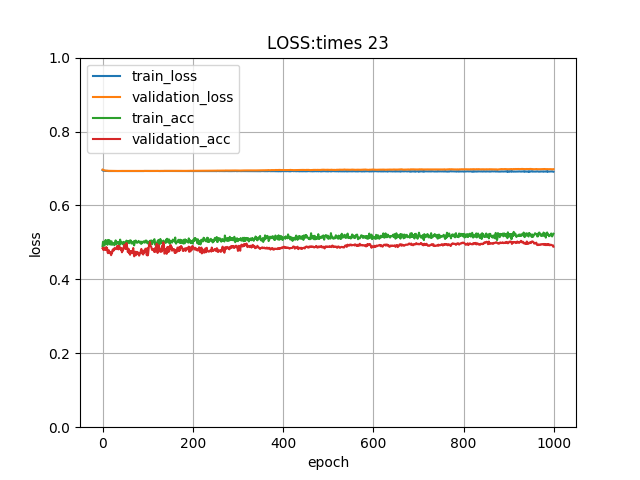 LOSS:times 23
1.0
0.8
0.6
0.4
0.2
0.0
loss
train_loss
validation_loss
train_acc
validation_acc
0 200 400 600 800 1000
epoch